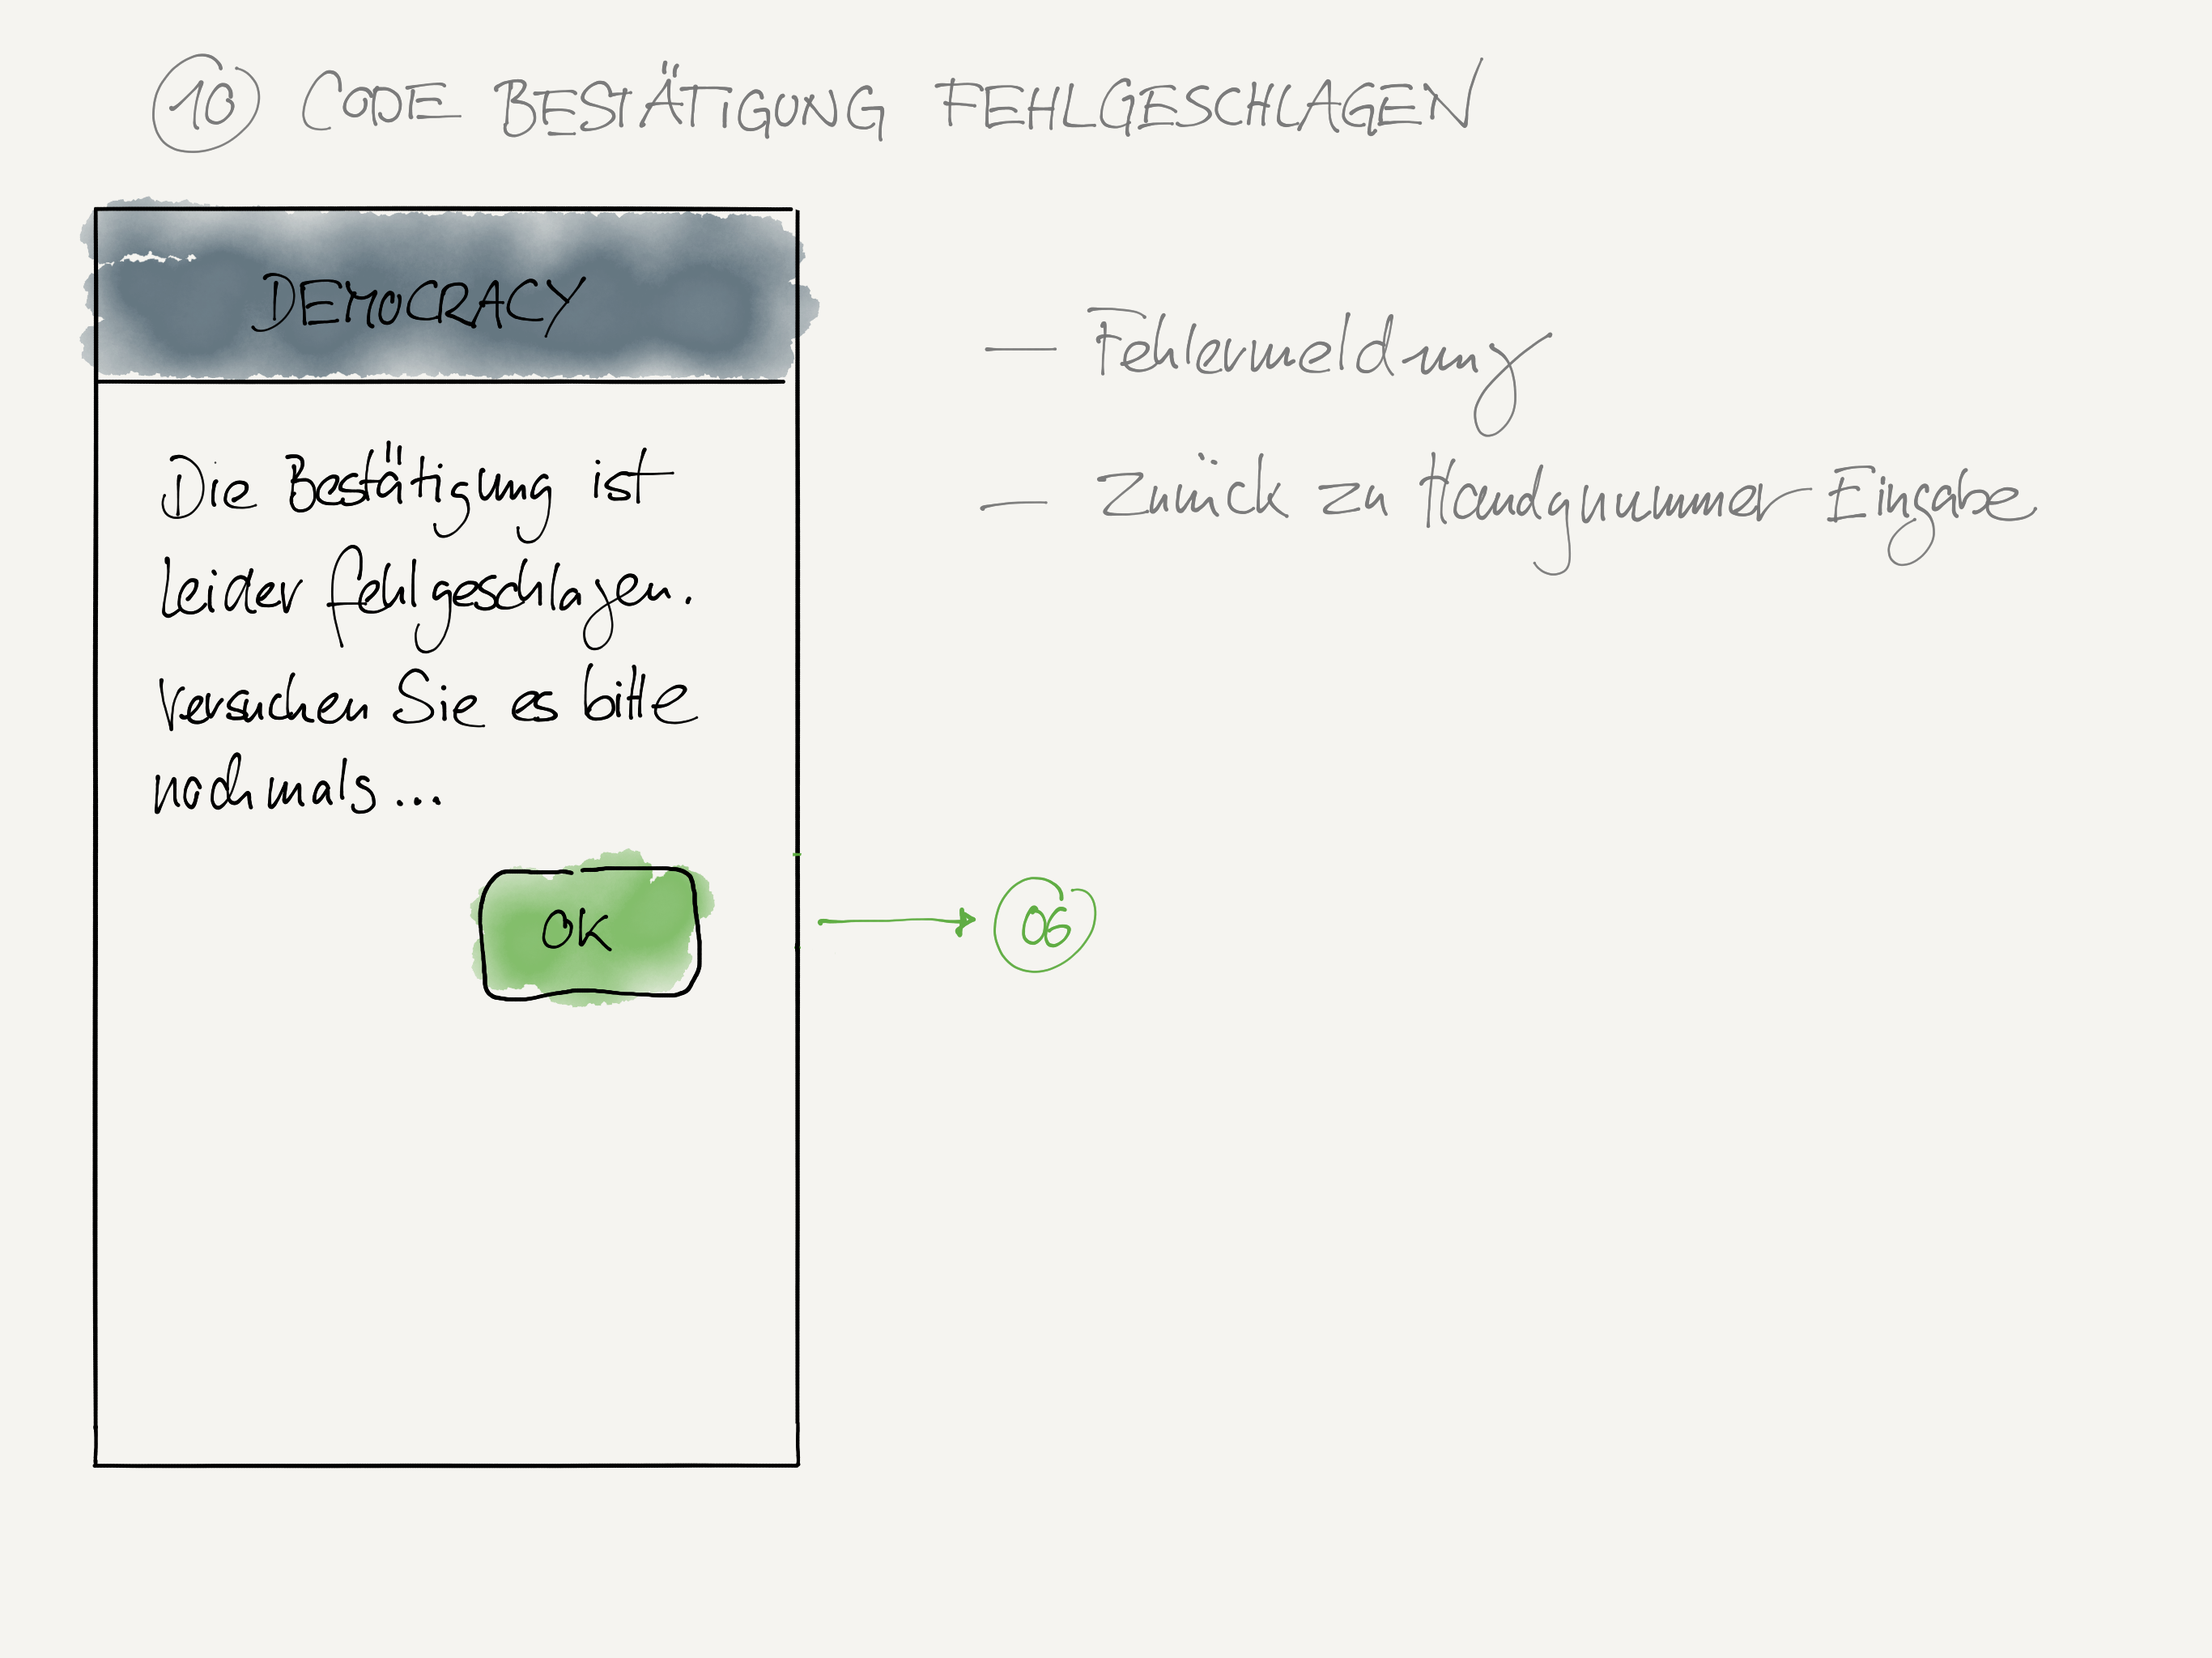 10 CODE BESTÄTIGUNG FEHLGESCHLAGEN
DEMOCRACY
Die Bestätigung ist
leider fehlgeschlagen.
Versuchen Sie es bitte
nochmals...
OK
— Fehlermeldung
— Zurück zu Handynummer Eingabe
06